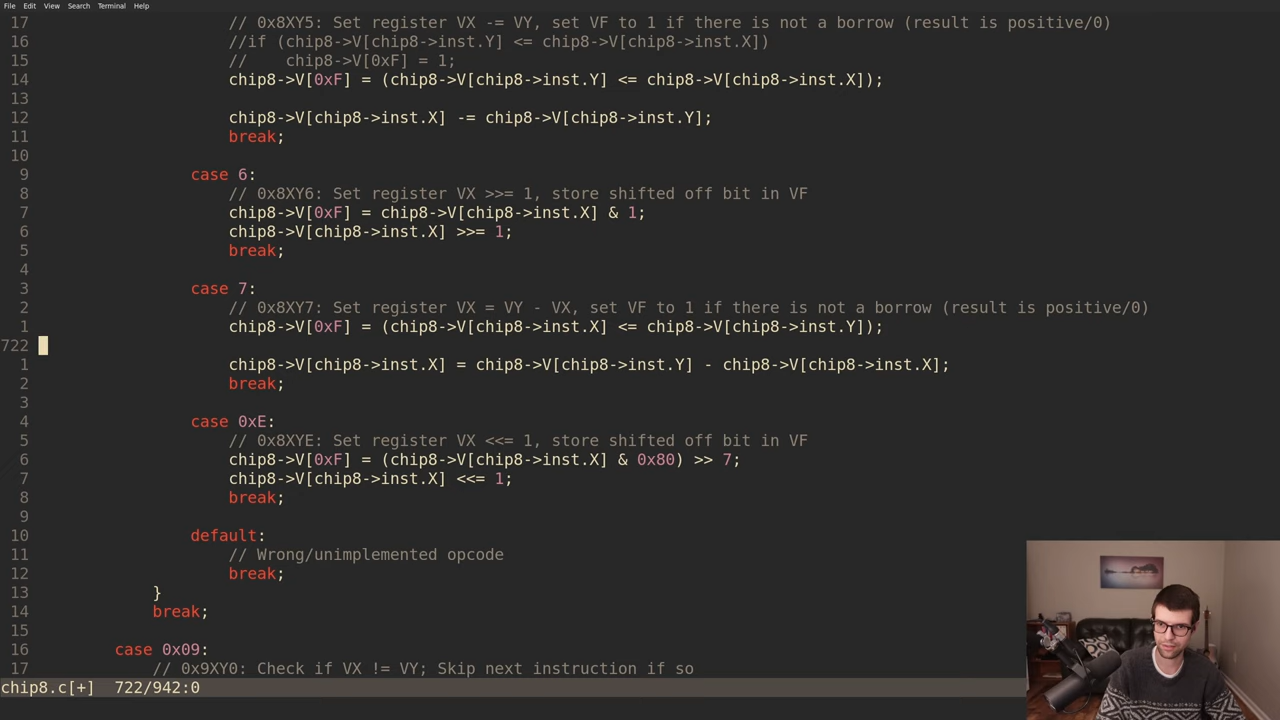 File Edit View Search Terminal Help
17 // 0x8XY5: Set register VX -= VY, set VF to 1 if there is not a borrow (result is positive/0)
16 //if (chip8->V[chip8->inst.Y] <= chip8->V[chip8->inst.X])
15 //    chip8->V[0xF] = 1;
14 chip8->V[0xF] = (chip8->V[chip8->inst.Y] <= chip8->V[chip8->inst.X]);
13
12 chip8->V[chip8->inst.X] -= chip8->V[chip8->inst.Y];
11 break;
10
9 case 6:
8 // 0x8XY6: Set register VX >>= 1, store shifted off bit in VF
7 chip8->V[0xF] = chip8->V[chip8->inst.X] & 1;
6 chip8->V[chip8->inst.X] >>= 1;
5 break;
4
3 case 7:
2 // 0x8XY7: Set register VX = VY - VX, set VF to 1 if there is not a borrow (result is positive/0)
1 chip8->V[0xF] = (chip8->V[chip8->inst.X] <= chip8->V[chip8->inst.Y]);
722
1 chip8->V[chip8->inst.X] = chip8->V[chip8->inst.Y] - chip8->V[chip8->inst.X];
2 break;
3
4 case 0xE:
5 // 0x8XYE: Set register VX <<= 1, store shifted off bit in VF
6 chip8->V[0xF] = (chip8->V[chip8->inst.X] & 0x80) >> 7;
7 chip8->V[chip8->inst.X] <<= 1;
8 break;
9
10 default:
11 // Wrong/unimplemented opcode
12 break;
13 }
14 break;
15
16 case 0x09:
17 // 0x9XY0: Check if VX != VY; Skip next instruction if so
chip8.c[+] 722/942:0